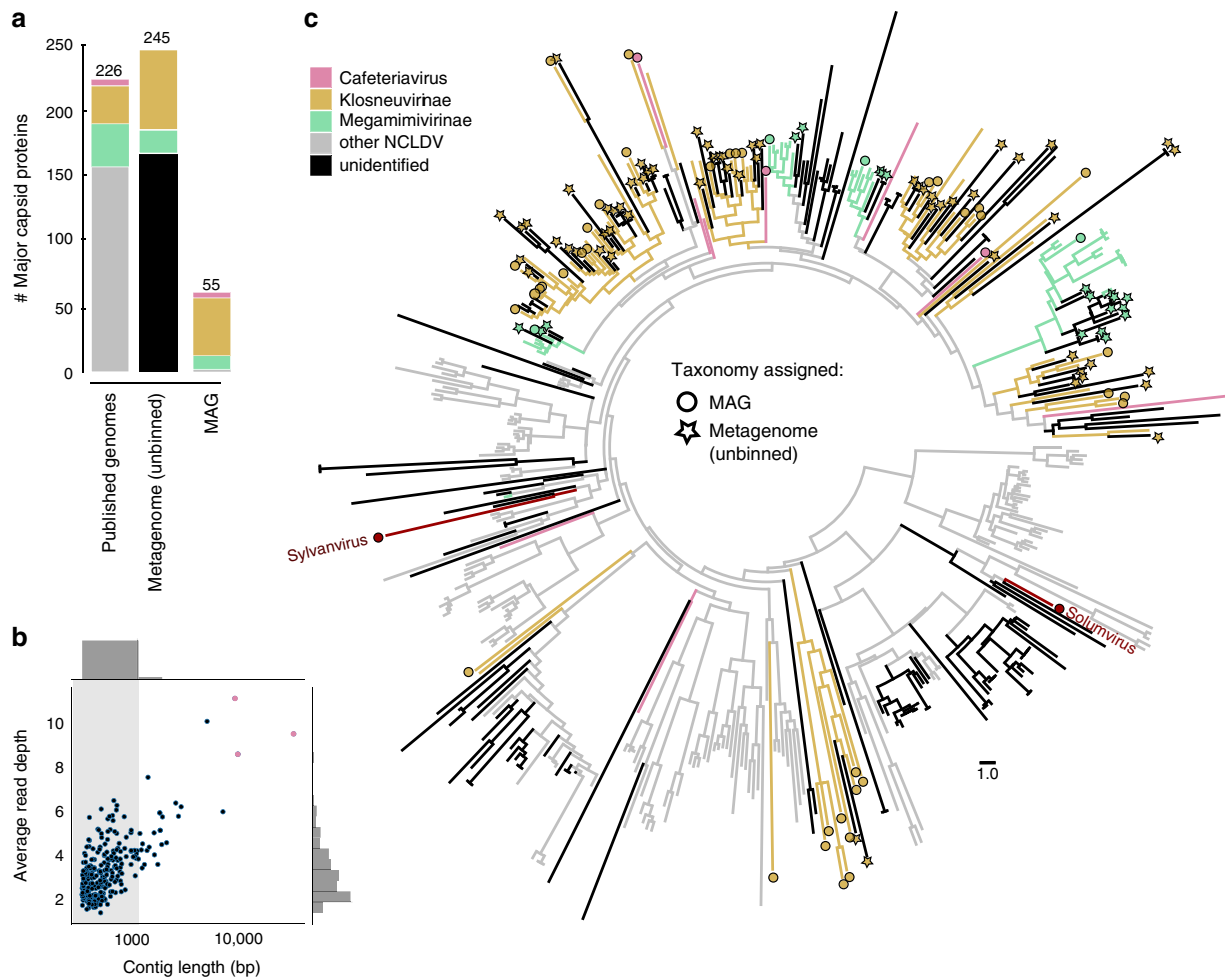 a
250
200
150
100
50
0
# Major capsid proteins
226
245
55
Published genomes
Metagenome (unbinned)
MAG
Cafeteriavirus
Klosneuvirinae
Megamimivirinae
other NCLDV
unidentified
b
10
8
6
4
2
Average read depth
1000
10,000
Contig length (bp)
c
Taxonomy assigned:
MAG
Metagenome
(unbinned)
Sylvanvirus
Solumvirus
1.0